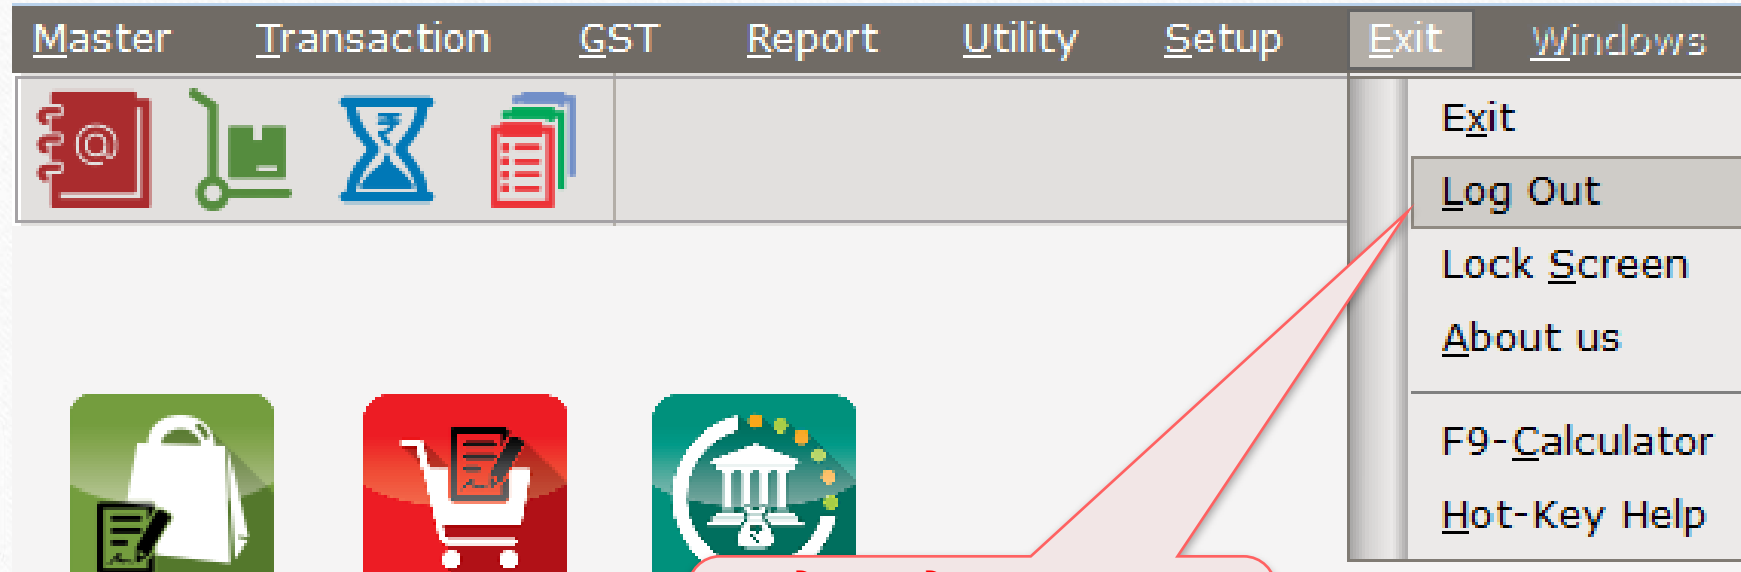 Master Transaction GST Report Utility Setup Exit Windows
@ ₹
Exit
Log Out
Lock Screen
About us
F9-Calculator
Hot-Key Help